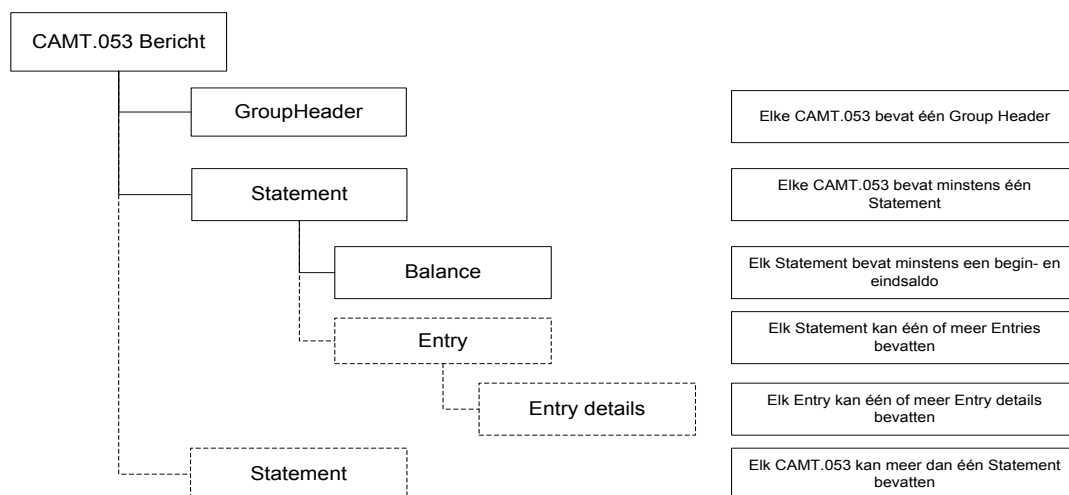 CAMT.053 Bericht
GroupHeader
Elke CAMT.053 bevat één Group Header
Statement
Elke CAMT.053 bevat minstens één
Statement
Balance
Elk Statement bevat minstens een begin- en
eindsaldo
Entry
Elk Statement kan één of meer Entries
bevatten
Entry details
Elk Entry kan één of meer Entry details
bevatten
Statement
Elk CAMT.053 kan meer dan één Statement
bevatten